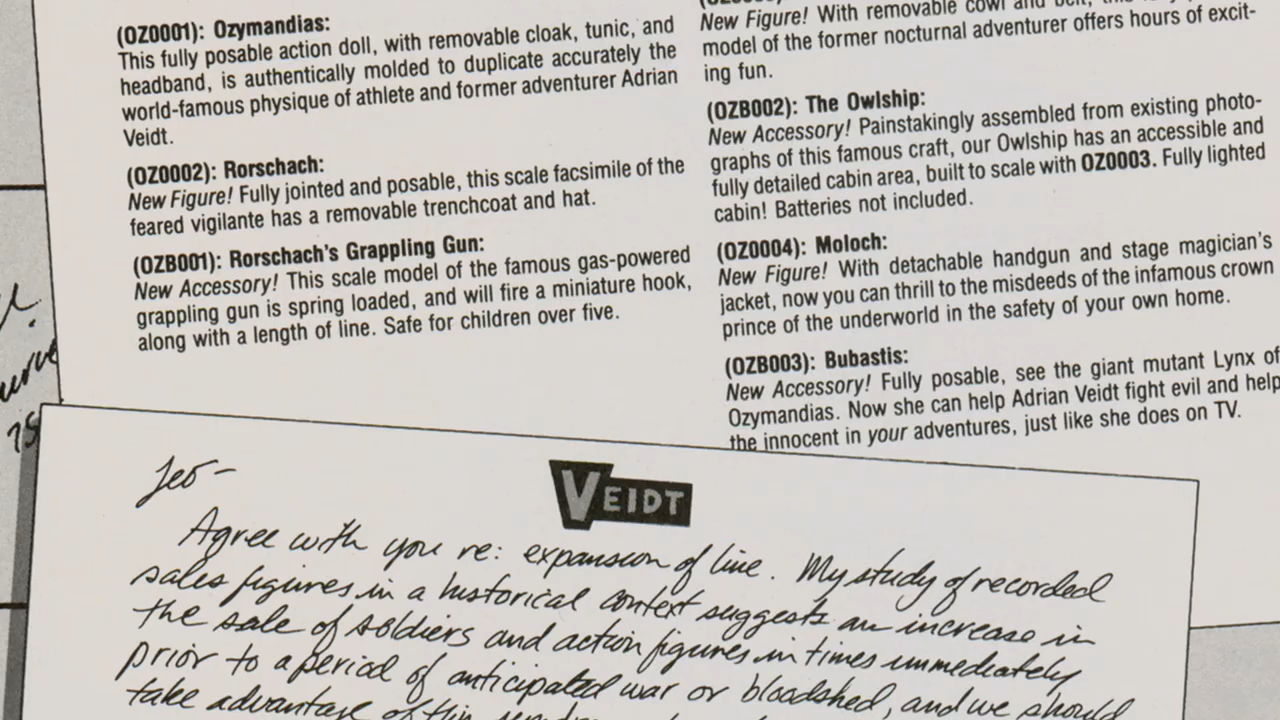 (OZ0001): Ozymandias:
This fully posable action doll, with removable cloak, tunic, and
headband, is authentically molded to duplicate accurately the
world-famous physique of athlete and former adventurer Adrian
Veidt.
(OZ0002): Rorschach:
New Figure! Fully jointed and posable, this scale facsimile of the
feared vigilante has a removable trenchcoat and hat.
(OZB001): Rorschach's Grappling Gun:
New Accessory! This scale model of the famous gas-powered
grappling gun is spring loaded, and will fire a miniature hook,
along with a length of line. Safe for children over five.
New Figure! With removable cowl and belt, this
model of the former nocturnal adventurer offers hours of excit-
ing fun.
(OZB002): The Owlship:
New Accessory! Painstakingly assembled from existing photo-
graphs of this famous craft, our Owlship has an accessible and
fully detailed cabin area, built to scale with OZ0003. Fully lighted
cabin! Batteries not included.
(OZ0004): Moloch:
New Figure! With detachable handgun and stage magician's
jacket, now you can thrill to the misdeeds of the infamous crown
prince of the underworld in the safety of your own home.
(OZB003): Bubastis:
New Accessory! Fully posable, see the giant mutant Lynx of
Ozymandias. Now she can help Adrian Veidt fight evil and help
the innocent in your adventures, just like she does on TV.
VEIDT
Leo-
Agree with you re: expansion of line. My study of recorded
sales figures in a historical context suggests an increase in
the sale of soldiers and action figures in times immediately
prior to a period of anticipated war or bloodshed, and we should
take advantage of this